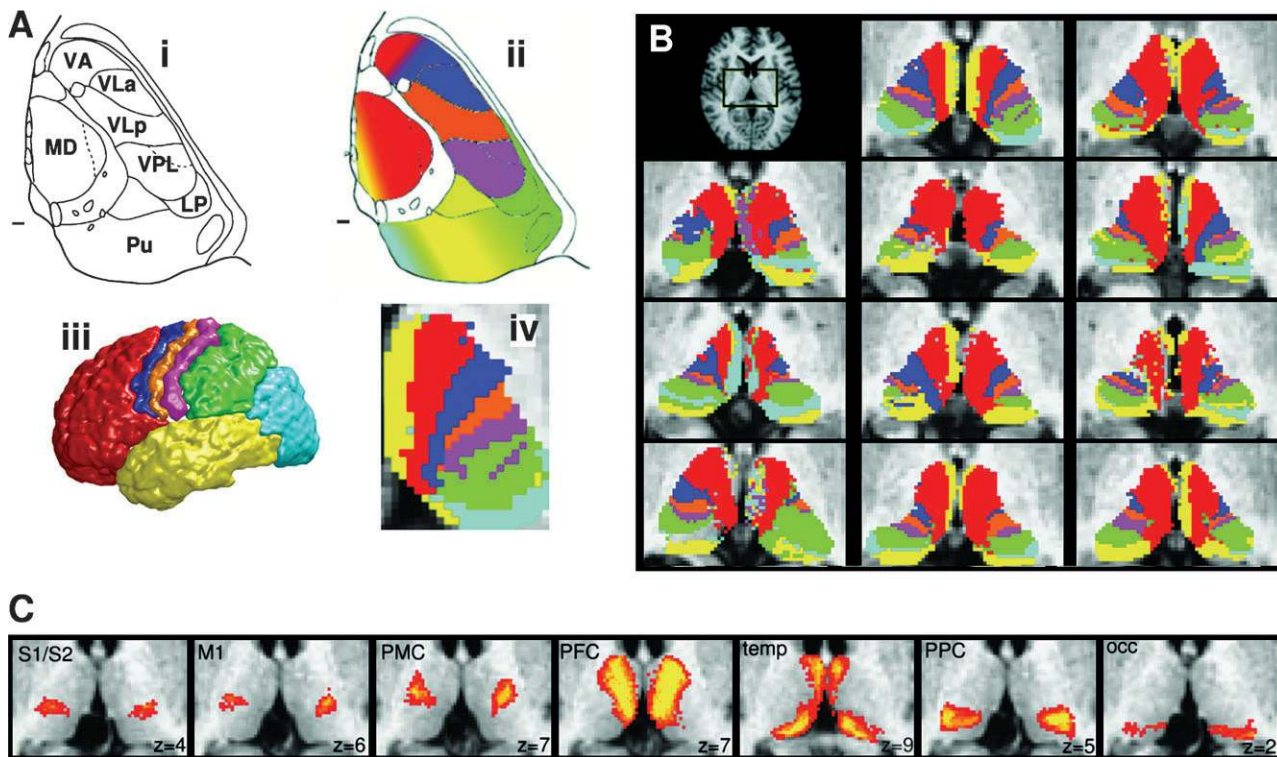 A
i
VA
VLa
VLp
MD
VPL
LP
Pu
ii
iii
iv
B
C
S1/S2
z=4
M1
z=6
PMC
z=7
PFC
z=7
temp
z=9
PPC
z=5
occ
z=2